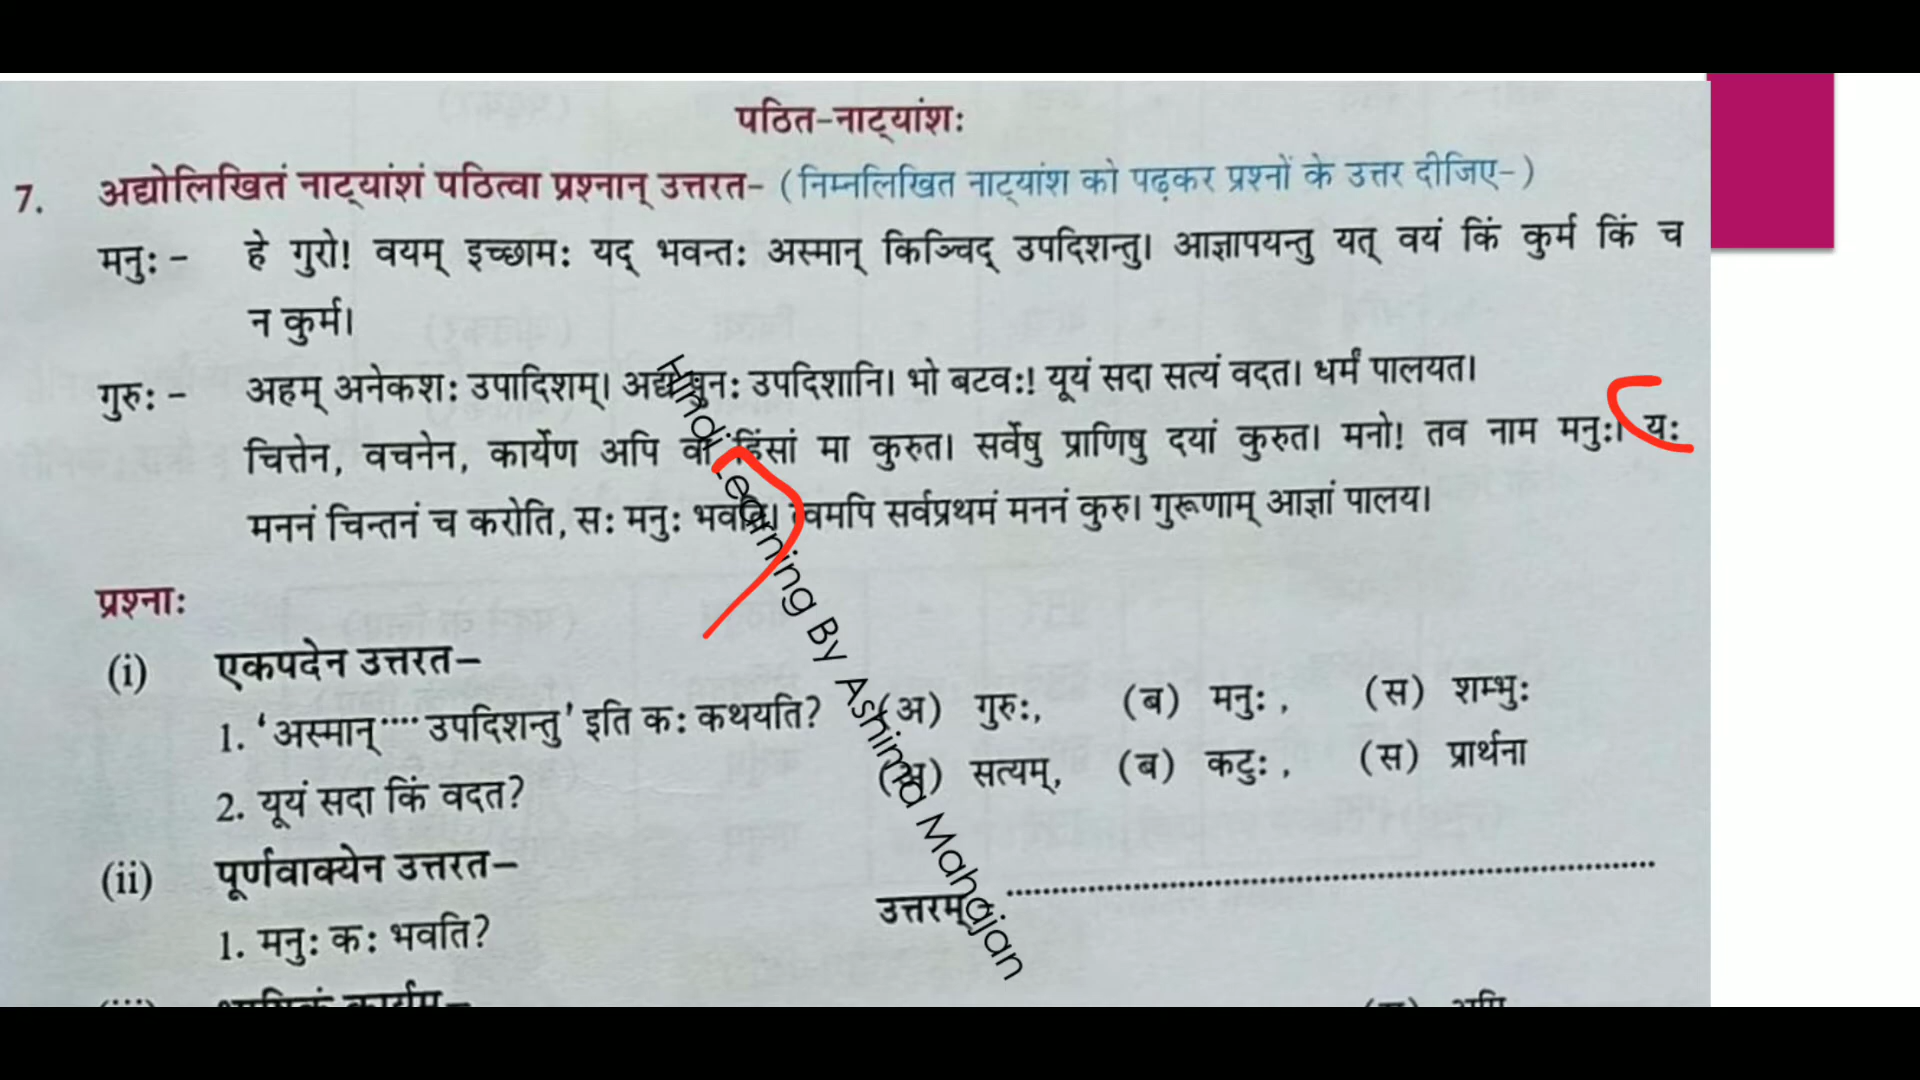 पठित-नाट्यांशः
7. अद्योलिखितं नाट्यांशं पठित्वा प्रश्नान् उत्तरत- (निम्नलिखित नाट्यांश को पढ़कर प्रश्नों के उत्तर दीजिए-)
मनुः - हे गुरो! वयम् इच्छामः यद् भवन्तः अस्मान् किञ्चिद् उपदिशन्तु। आज्ञापयन्तु यत् वयं किं कुर्म किं च
न कुर्म।
गुरुः - अहम् अनेकशः उपादिशम्। अद्य पुनः उपदिशानि। भो बटवः! यूयं सदा सत्यं वदत। धर्मं पालयत।
चित्तेन, वचनेन, कार्येण अपि वा हिंसां मा कुरुत। सर्वेषु प्राणिषु दयां कुरुत। मनो! तव नाम मनुः। यः
मननं चिन्तनं च करोति, सः मनुः भवति। त्वमपि सर्वप्रथमं मननं कुरु। गुरूणाम् आज्ञां पालय।
प्रश्नाः
(i) एकपदेन उत्तरत–
1. 'अस्मान्.... उपदिशन्तु' इति कः कथयति? (अ) गुरुः, (ब) मनुः, (स) शम्भुः
2. यूयं सदा किं वदत? (अ) सत्यम्, (ब) कटुः, (स) प्रार्थना
(ii) पूर्णवाक्येन उत्तरत–
1. मनुः कः भवति? उत्तरम् - ........................................
Hindi Learning By Ashima Mahajan